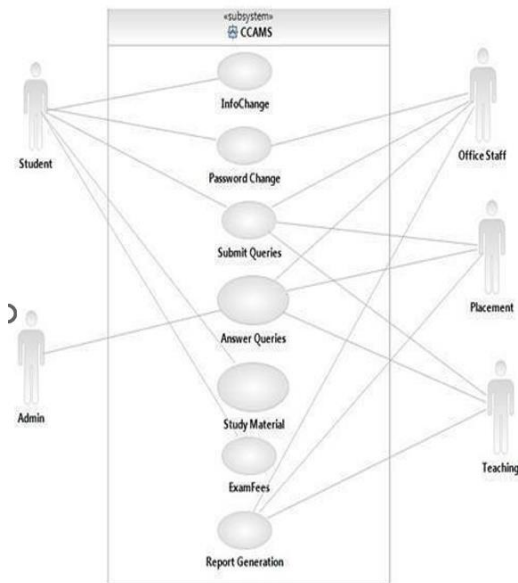 «subsystem»
CCAMS
InfoChange
Student
Office Staff
Password Change
Submit Queries
Placement
Answer Queries
Admin
Study Material
Teaching
ExamFees
Report Generation